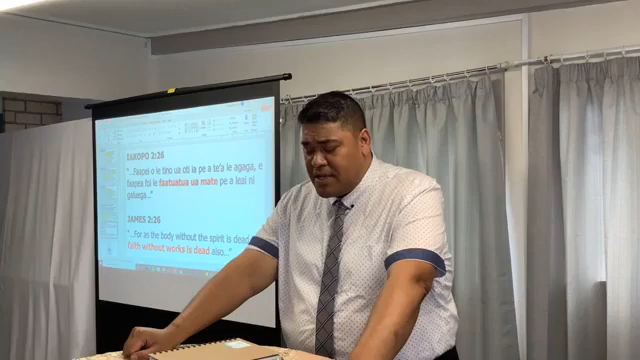 IAKOPO 2:26
"...Faapei o le tino ua oti ia pe a te'a le agaga, e
faapea foi le faatuatua ua mate pe a leai ni
galuega..."
JAMES 2:26
"...For as the body without the spirit is dead,
faith without works is dead also..."